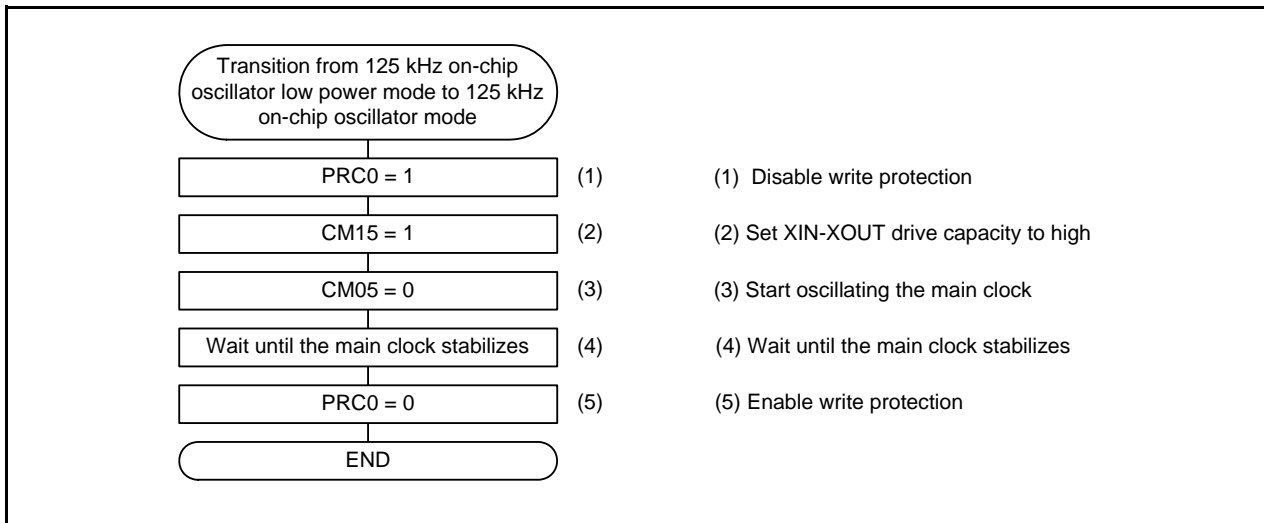 Transition from 125 kHz on-chip
oscillator low power mode to 125 kHz
on-chip oscillator mode
PRC0 = 1 (1) (1) Disable write protection
CM15 = 1 (2) (2) Set XIN-XOUT drive capacity to high
CM05 = 0 (3) (3) Start oscillating the main clock
Wait until the main clock stabilizes (4) (4) Wait until the main clock stabilizes
PRC0 = 0 (5) (5) Enable write protection
END